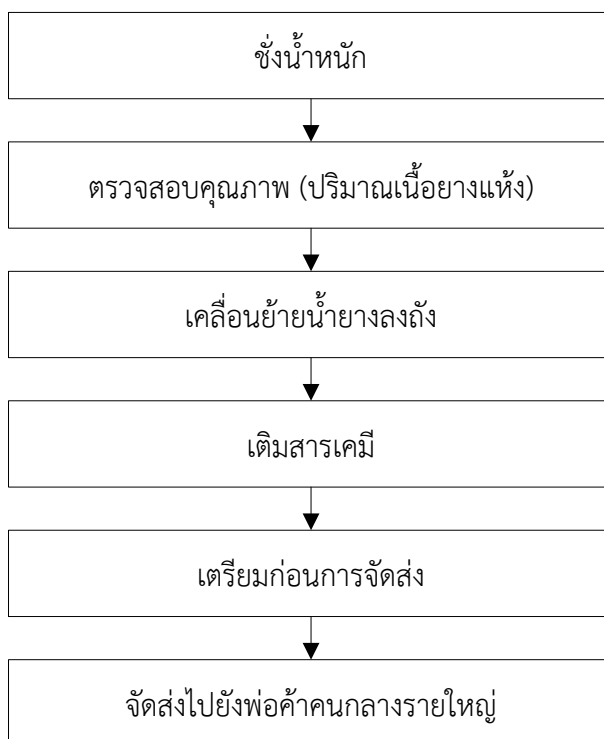 ชั่งน้ำหนัก
ตรวจสอบคุณภาพ (ปริมาณเนื้อยางแห้ง)
เคลื่อนย้ายน้ำยางลงถัง
เติมสารเคมี
เตรียมก่อนการจัดส่ง
จัดส่งไปยังพ่อค้าคนกลางรายใหญ่